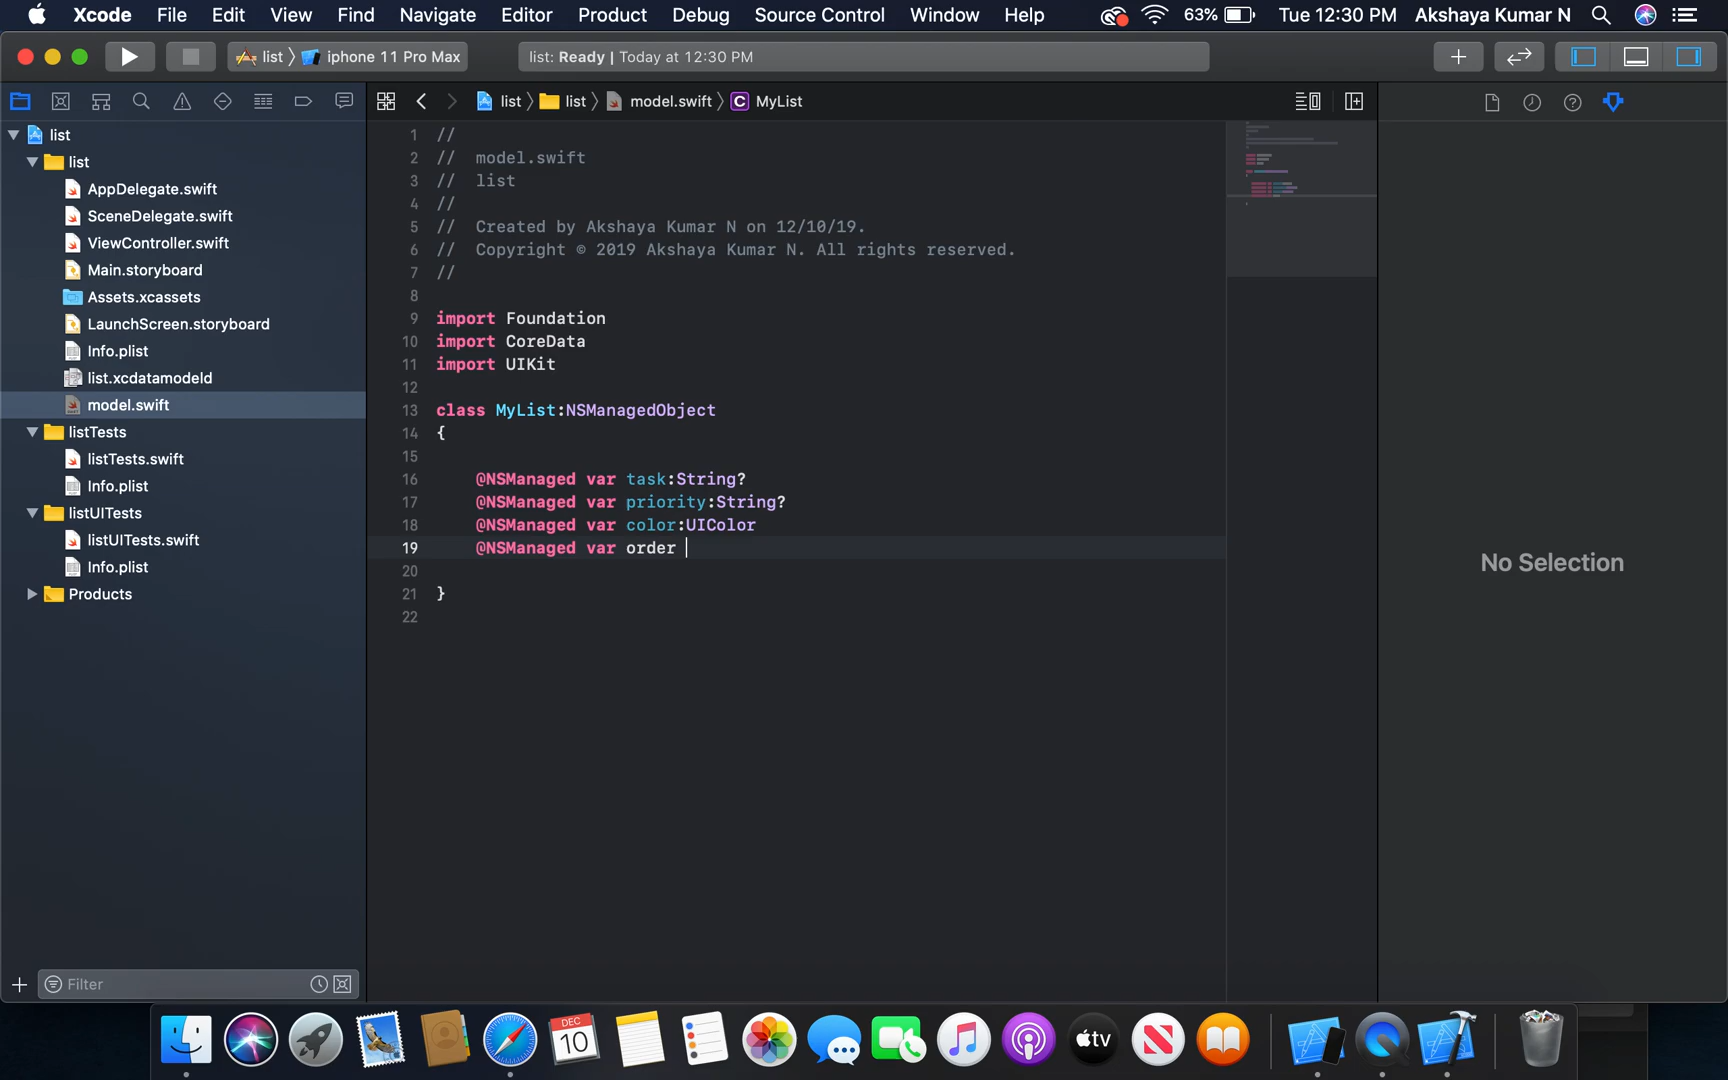 Xcode File Edit View Find Navigate Editor Product Debug Source Control Window Help 63% Tue 12:30 PM Akshaya Kumar N
list iphone 11 Pro Max list: Ready | Today at 12:30 PM
list list model.swift C MyList
list
list
AppDelegate.swift
SceneDelegate.swift
ViewController.swift
Main.storyboard
Assets.xcassets
LaunchScreen.storyboard
Info.plist
list.xcdatamodeld
model.swift
listTests
listTests.swift
Info.plist
listUITests
listUITests.swift
Info.plist
Products
Filter
1 //
2 // model.swift
3 // list
4 //
5 // Created by Akshaya Kumar N on 12/10/19.
6 // Copyright © 2019 Akshaya Kumar N. All rights reserved.
7 //
8
9 import Foundation
10 import CoreData
11 import UIKit
12
13 class MyList:NSManagedObject
14 {
15
16 @NSManaged var task:String?
17 @NSManaged var priority:String?
18 @NSManaged var color:UIColor
19 @NSManaged var order
20
21 }
22
No Selection
DEC
10
tv